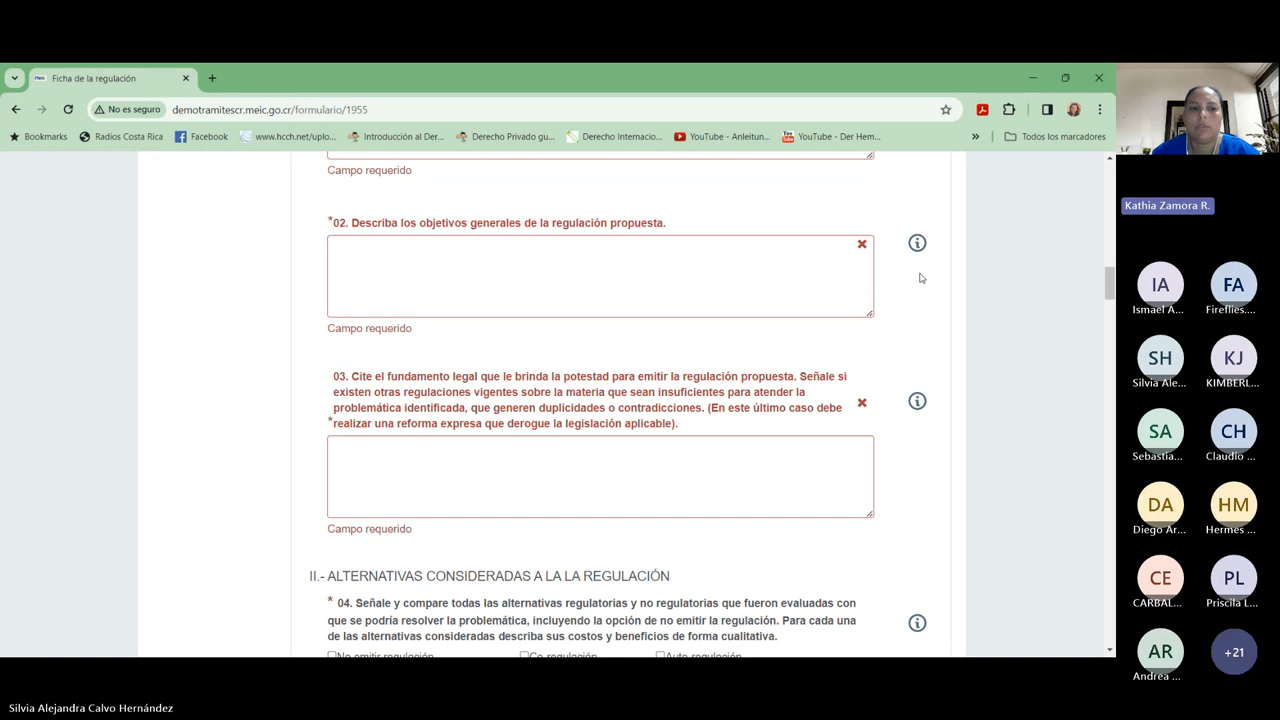 Ficha de la regulación
No es seguro
demotramitescr.meic.go.cr/formulario/1955
Bookmarks
Radios Costa Rica
Facebook
www.hcch.net/uplo...
Introducción al Der...
Derecho Privado gu...
Derecho Internacio...
YouTube - Anleitun...
YouTube - Der Hem...
»
Todos los marcadores
Campo requerido
*02. Describa los objetivos generales de la regulación propuesta.
Campo requerido
03. Cite el fundamento legal que le brinda la potestad para emitir la regulación propuesta. Señale si
existen otras regulaciones vigentes sobre la materia que sean insuficientes para atender la
problemática identificada, que generen duplicidades o contradicciones. (En este último caso debe
*realizar una reforma expresa que derogue la legislación aplicable).
Campo requerido
II.- ALTERNATIVAS CONSIDERADAS A LA LA REGULACIÓN
* 04. Señale y compare todas las alternativas regulatorias y no regulatorias que fueron evaluadas con
que se podría resolver la problemática, incluyendo la opción de no emitir la regulación. Para cada una
de las alternativas consideradas describa sus costos y beneficios de forma cualitativa.
No emitir regulación
Co-regulación
Auto-regulación
Kathia Zamora R.
IA
Ismael A...
FA
Fireflies....
SH
Silvia Ale...
KJ
KIMBERL...
SA
Sebastia...
CH
Claudio ...
DA
Diego Ar...
HM
Hermes ...
CE
CARBAL...
PL
Priscila L...
AR
Andrea ...
+21
Silvia Alejandra Calvo Hernández